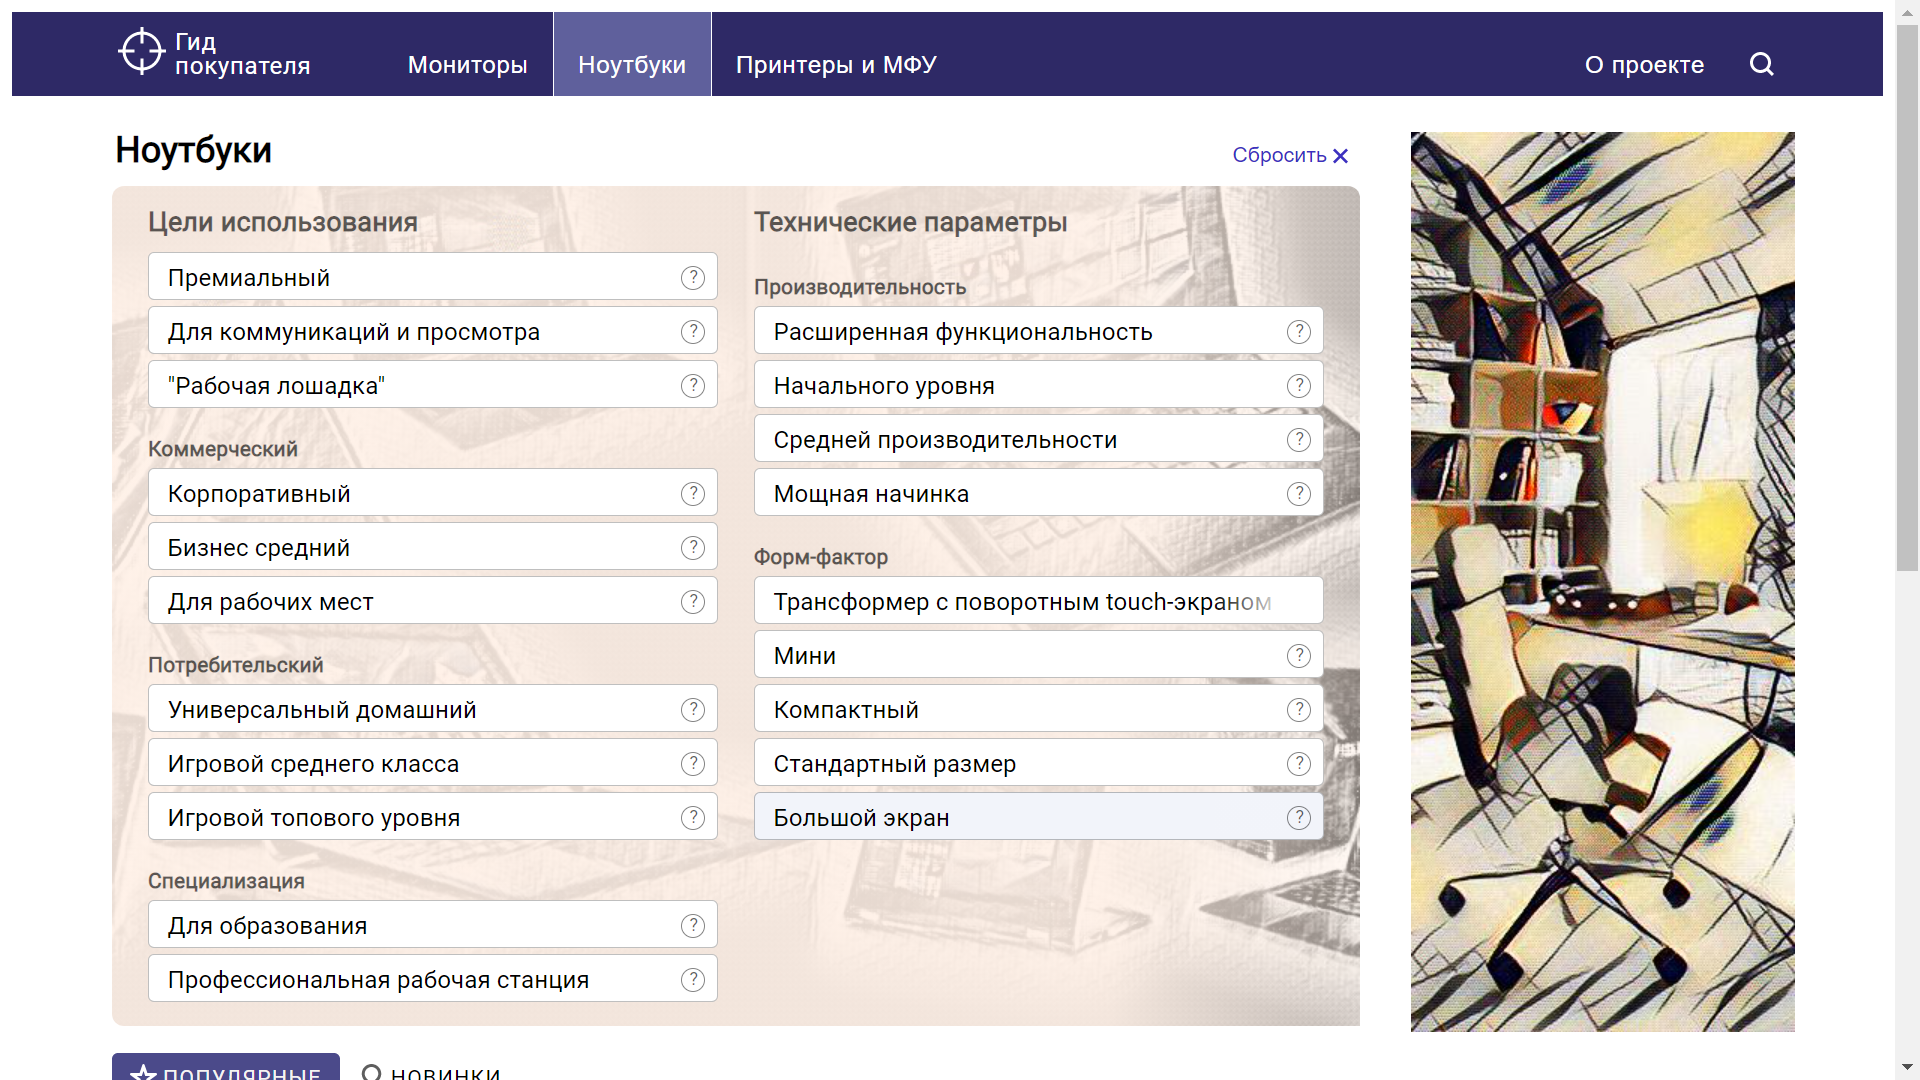 Гид
покупателя
Мониторы
Ноутбуки
Принтеры и МФУ
О проекте
Ноутбуки
Сбросить
Цели использования
Премиальный
?
Для коммуникаций и просмотра
?
"Рабочая лошадка"
?
Коммерческий
Корпоративный
?
Бизнес средний
?
Для рабочих мест
?
Потребительский
Универсальный домашний
?
Игровой среднего класса
?
Игровой топового уровня
?
Специализация
Для образования
?
Профессиональная рабочая станция
?
Технические параметры
Производительность
Расширенная функциональность
?
Начального уровня
?
Средней производительности
?
Мощная начинка
?
Форм-фактор
Трансформер с поворотным touch-экраном
Мини
?
Компактный
?
Стандартный размер
?
Большой экран
?
ПОПУЛЯРНЫЕ
НОВИНКИ